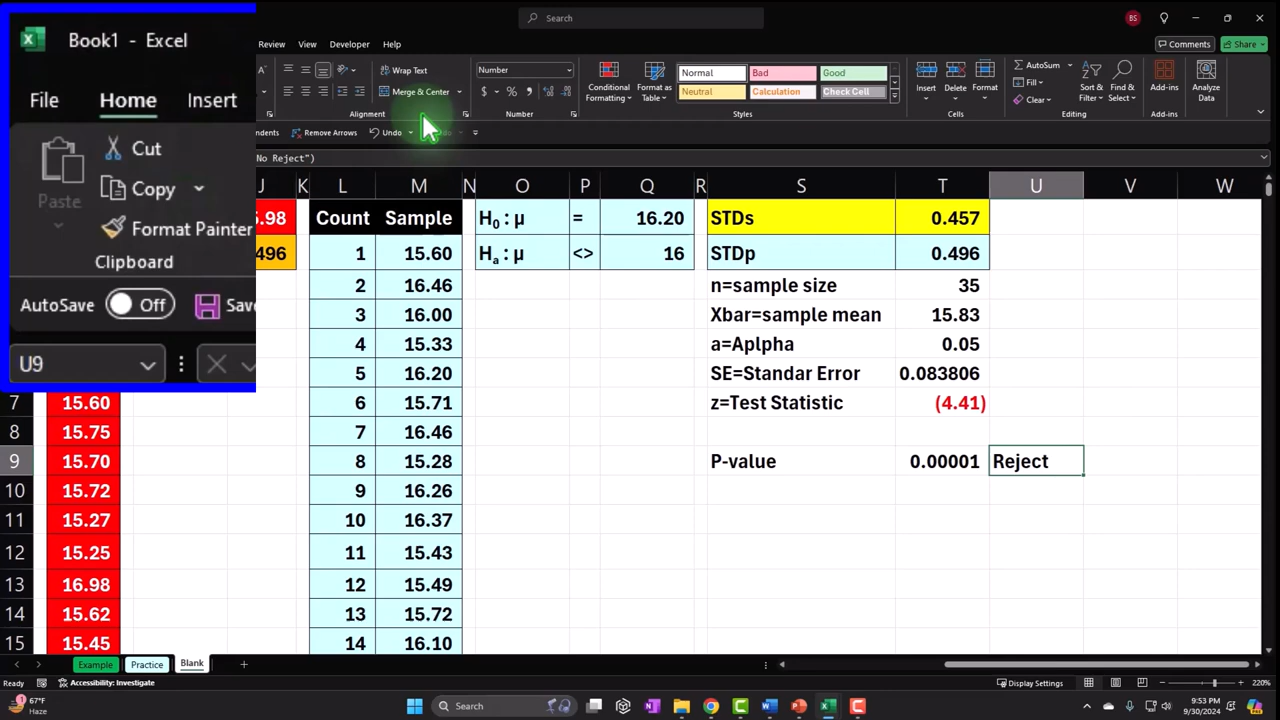 Search
BS
Book1 - Excel
File Home Insert
Review View Developer Help
Comments Share
Cut
Copy
Paste
Format Painter
Clipboard
Wrap Text
Merge & Center
Alignment
Number
$ % 9
Number
Conditional Formatting
Format as Table
Normal Bad Good
Neutral Calculation Check Cell
Styles
Insert Delete Format
Cells
AutoSum
Fill
Clear
Sort & Filter
Find & Select
Editing
Add-ins
Add-ins
Analyze Data
AutoSave Off Save
Remove Arrows Undo
U9
No Reject")
J K L M N O P Q R S T U V W
5.98 Count Sample H0 : µ = 16.20 STDs 0.457
496 1 15.60 Ha : µ <> 16 STDp 0.496
2 16.46 n=sample size 35
3 16.00 Xbar=sample mean 15.83
4 15.33 a=Aplpha 0.05
5 16.20 SE=Standar Error 0.083806
7 15.60 6 15.71 z=Test Statistic (4.41)
8 15.75 7 16.46
9 15.70 8 15.28 P-value 0.00001 Reject
10 15.72 9 16.26
11 15.27 10 16.37
12 15.25 11 15.43
13 16.98 12 15.49
14 15.62 13 15.72
15 15.45 14 16.10
Example Practice Blank
Ready Accessibility: Investigate Display Settings 220%
67°F
Haze
Search
9:53 PM
9/30/2024